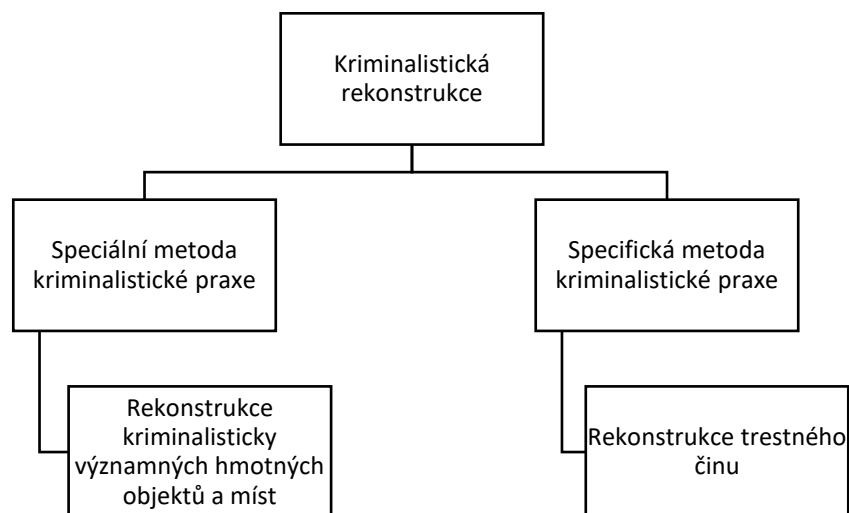 Kriminalistická
rekonstrukce
Speciální metoda
kriminalistické praxe
Specifická metoda
kriminalistické praxe
Rekonstrukce
kriminalisticky
významných hmotných
objektů a míst
Rekonstrukce trestného
činu